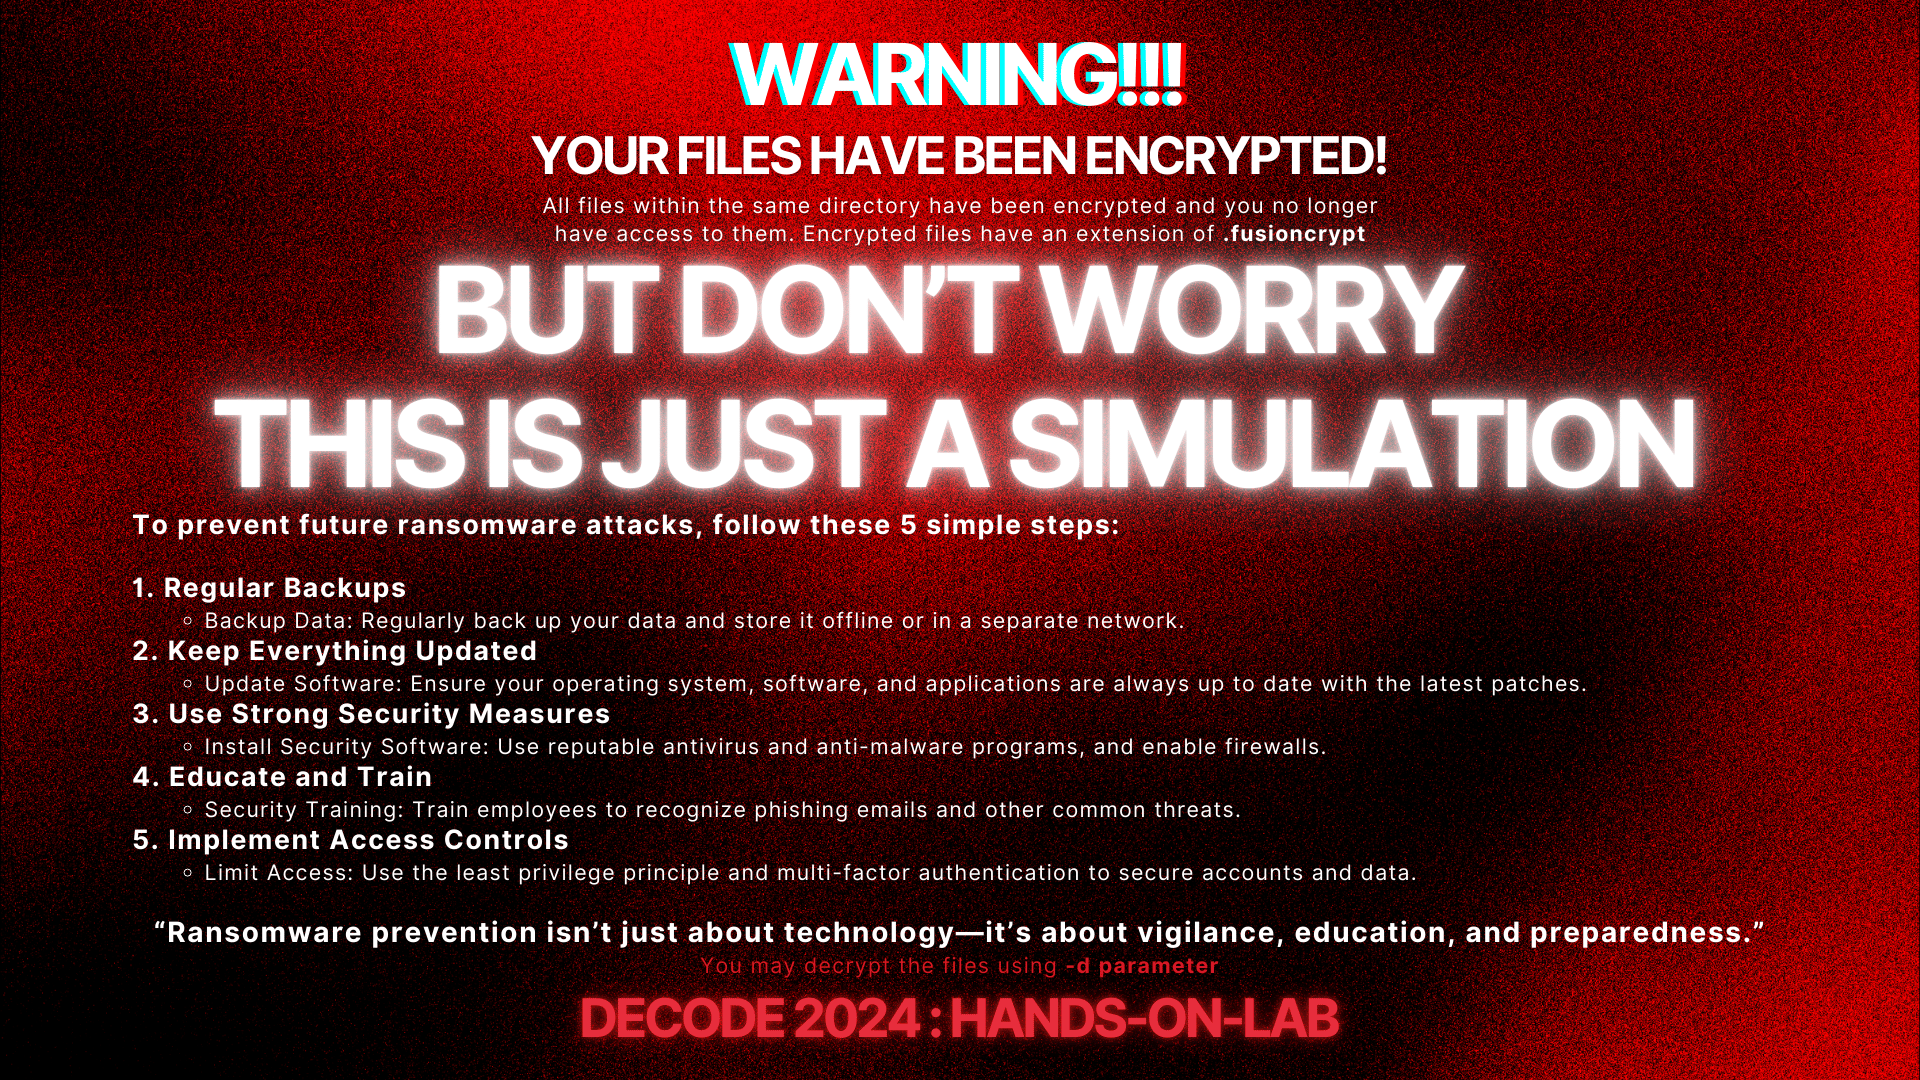 WARNING!!!
YOUR FILES HAVE BEEN ENCRYPTED!
All files within the same directory have been encrypted and you no longer
have access to them. Encrypted files have an extension of .fusioncrypt
BUT DON’T WORRY
THIS IS JUST A SIMULATION
To prevent future ransomware attacks, follow these 5 simple steps:
1. Regular Backups
◦ Backup Data: Regularly back up your data and store it offline or in a separate network.
2. Keep Everything Updated
◦ Update Software: Ensure your operating system, software, and applications are always up to date with the latest patches.
3. Use Strong Security Measures
◦ Install Security Software: Use reputable antivirus and anti-malware programs, and enable firewalls.
4. Educate and Train
◦ Security Training: Train employees to recognize phishing emails and other common threats.
5. Implement Access Controls
◦ Limit Access: Use the least privilege principle and multi-factor authentication to secure accounts and data.
“Ransomware prevention isn’t just about technology—it’s about vigilance, education, and preparedness.”
You may decrypt the files using -d parameter
DECODE 2024 : HANDS-ON-LAB